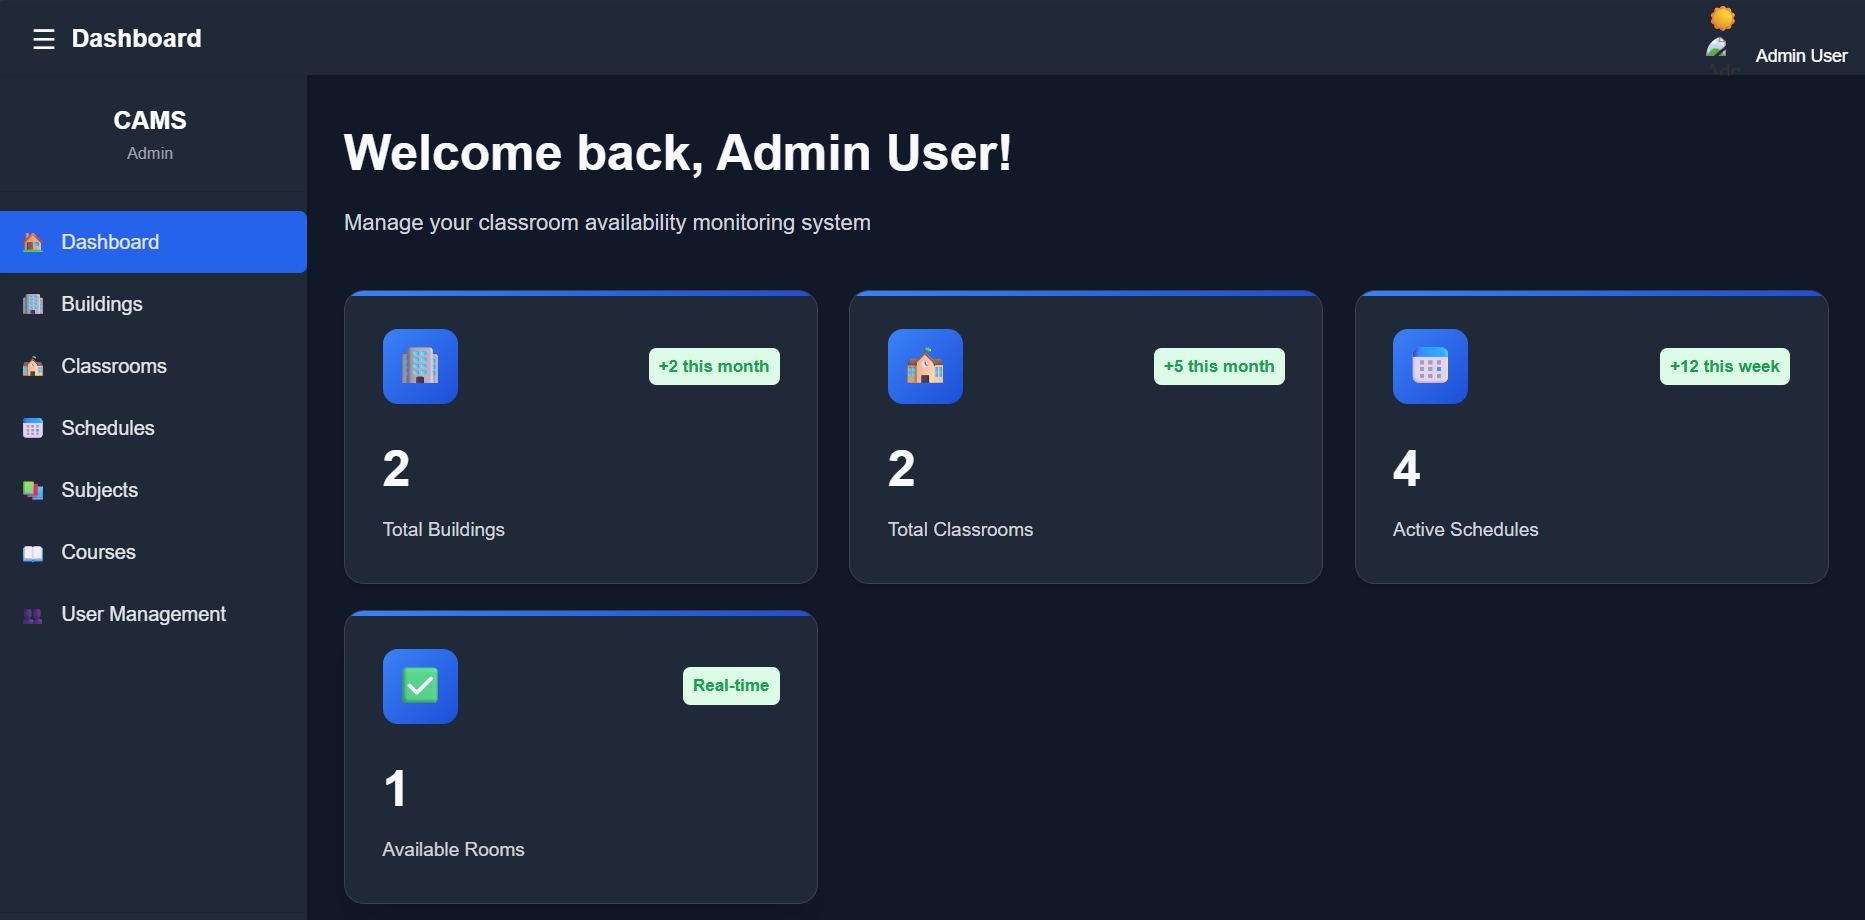 ☰ Dashboard
Admin User
CAMS
Admin
Dashboard
Buildings
Classrooms
Schedules
Subjects
Courses
User Management
Welcome back, Admin User!
Manage your classroom availability monitoring system
+2 this month
2
Total Buildings
+5 this month
2
Total Classrooms
+12 this week
4
Active Schedules
Real-time
1
Available Rooms